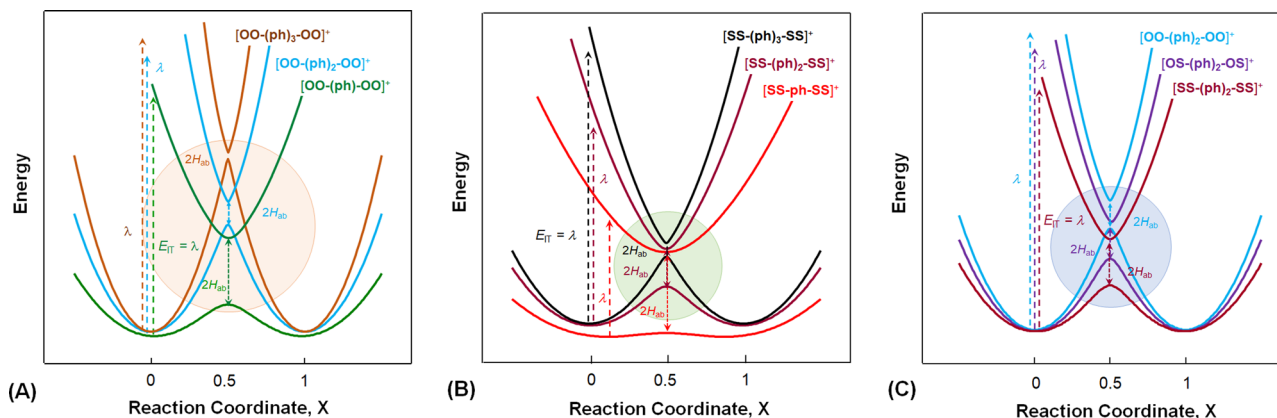 [OO-(ph)₃-OO]⁺
[OO-(ph)₂-OO]⁺
[OO-(ph)-OO]⁺
λ
2Hab
2Hab
λ
EIT = λ
2Hab
Energy
0
0.5
1
(A)
Reaction Coordinate, X
[SS-(ph)₃-SS]⁺
[SS-(ph)₂-SS]⁺
[SS-ph-SS]⁺
λ
EIT = λ
2Hab
2Hab
λ
2Hab
Energy
0
0.5
1
(B)
Reaction Coordinate, X
[OO-(ph)₂-OO]⁺
[OS-(ph)₂-OS]⁺
[SS-(ph)₂-SS]⁺
λ
λ
EIT = λ
2Hab
2Hab
2Hab
Energy
0
0.5
1
(C)
Reaction Coordinate, X